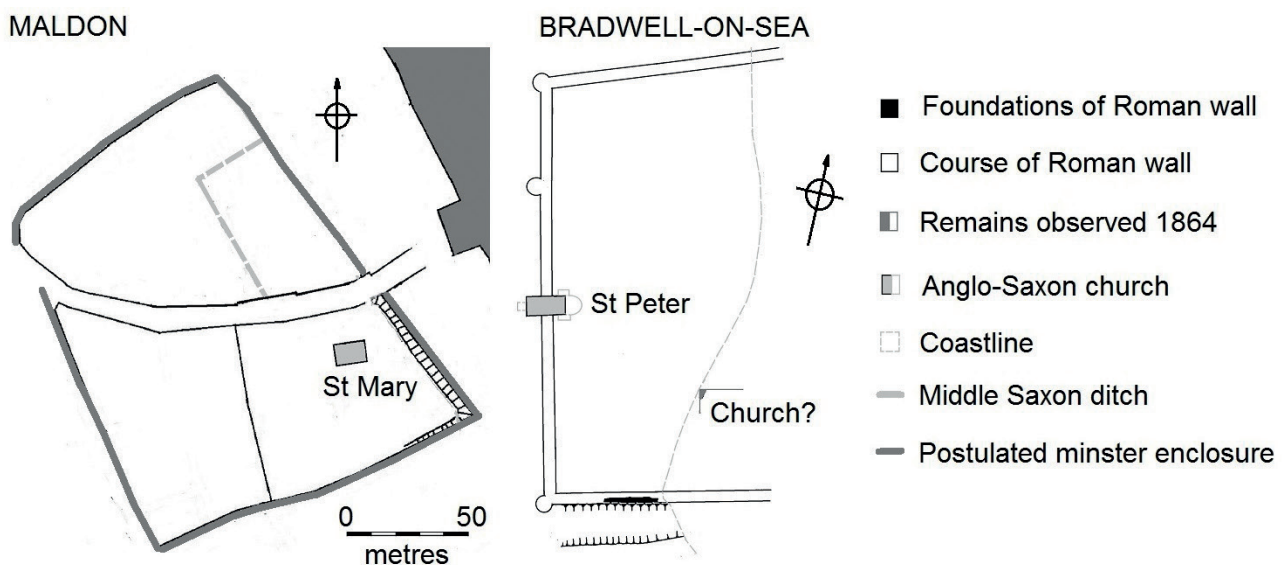 MALDON
BRADWELL-ON-SEA
St Mary
0 50
metres
St Peter
Church?
Foundations of Roman wall
Course of Roman wall
Remains observed 1864
Anglo-Saxon church
Coastline
Middle Saxon ditch
Postulated minster enclosure